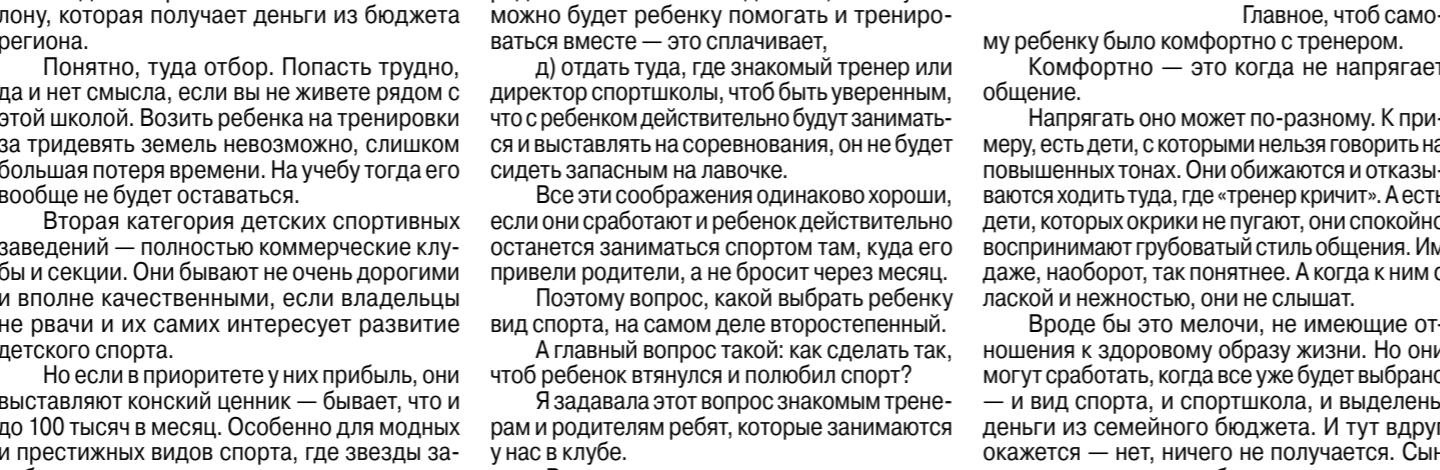 лону, которая получает деньги из бюджета
региона.
Понятно, туда отбор. Попасть трудно,
да и нет смысла, если вы не живете рядом с
этой школой. Возить ребенка на тренировки
за тридевять земель невозможно, слишком
большая потеря времени. На учебу тогда его
вообще не будет оставаться.
Вторая категория детских спортивных
заведений — полностью коммерческие клу-
бы и секции. Они бывают не очень дорогими
и вполне качественными, если владельцы
не рвачи и их самих интересует развитие
детского спорта.
Но если в приоритете у них прибыль, они
выставляют конский ценник — бывает, что и
до 100 тысяч в месяц. Особенно для модных
и престижных видов спорта, где звезды за-
можно будет ребенку помогать и трениро-
ваться вместе — это сплачивает,
д) отдать туда, где знакомый тренер или
директор спортшколы, чтоб быть уверенным,
что с ребенком действительно будут занимать-
ся и выставлять на соревнования, он не будет
сидеть запасным на лавочке.
Все эти соображения одинаково хороши,
если они сработают и ребенок действительно
останется заниматься спортом там, куда его
привели родители, а не бросит через месяц.
Поэтому вопрос, какой выбрать ребенку
вид спорта, на самом деле второстепенный.
А главный вопрос такой: как сделать так,
чтоб ребенок втянулся и полюбил спорт?
Я задавала этот вопрос знакомым трене-
рам и родителям ребят, которые занимаются
у нас в клубе.
Главное, чтоб само-
му ребенку было комфортно с тренером.
Комфортно — это когда не напрягает
общение.
Напрягать оно может по-разному. К при-
меру, есть дети, с которыми нельзя говорить на
повышенных тонах. Они обижаются и отказы-
ваются ходить туда, где «тренер кричит». А есть
дети, которых окрики не пугают, они спокойно
воспринимают грубоватый стиль общения. Им
даже, наоборот, так понятнее. А когда к ним с
лаской и нежностью, они не слышат.
Вроде бы это мелочи, не имеющие от-
ношения к здоровому образу жизни. Но они
могут сработать, когда все уже будет выбрано
— и вид спорта, и спортшкола, и выделены
деньги из семейного бюджета. И тут вдруг
окажется — нет, ничего не получается. Сын